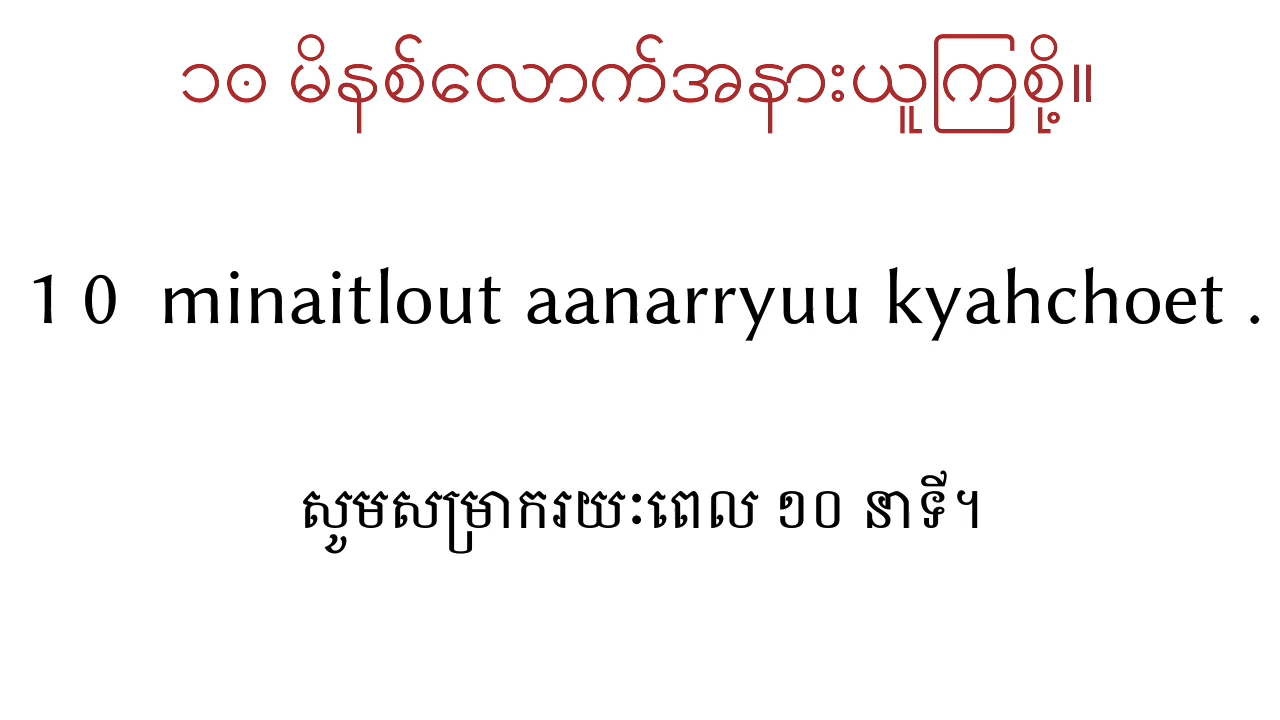 ၁၀ မိနစ်လောက်အနားယူကြစို့။
1 0 minaitlout aanarryuu kyahchoet .
សូមសម្រាករយៈពេល ១០ នាទី។